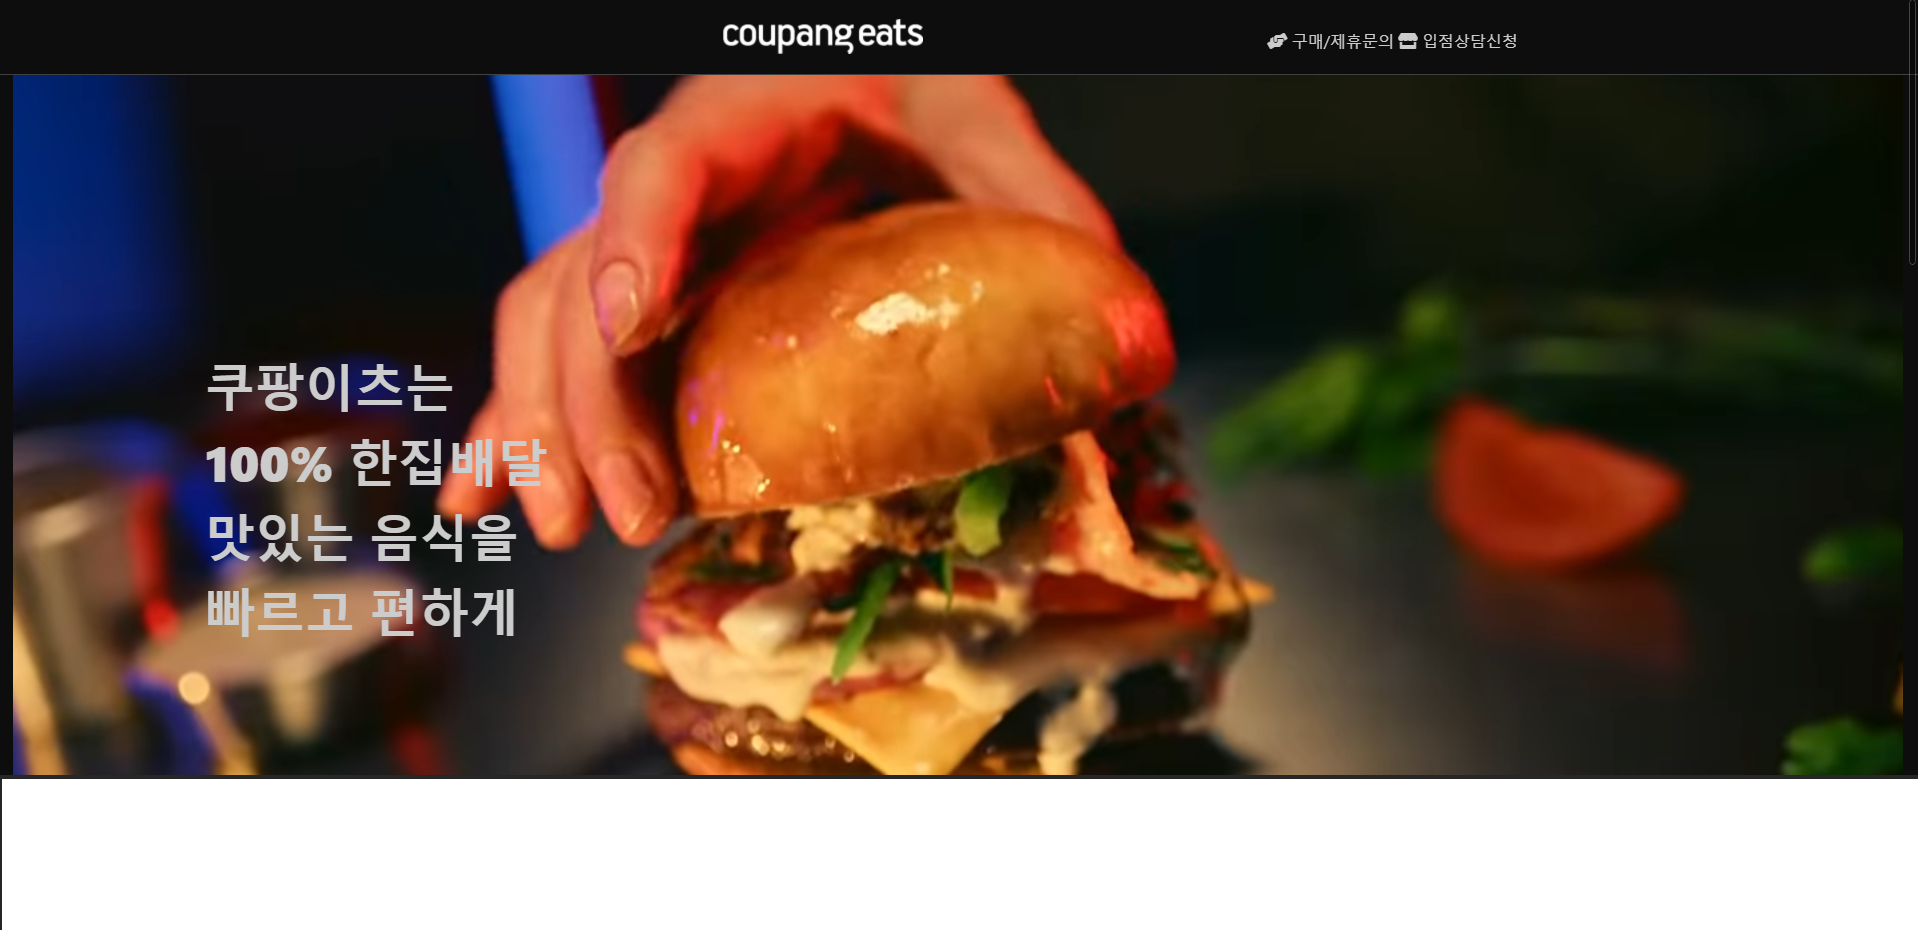 coupang eats
구매/제휴문의 입점상담신청
쿠팡이츠는
100% 한집배달
맛있는 음식을
빠르고 편하게